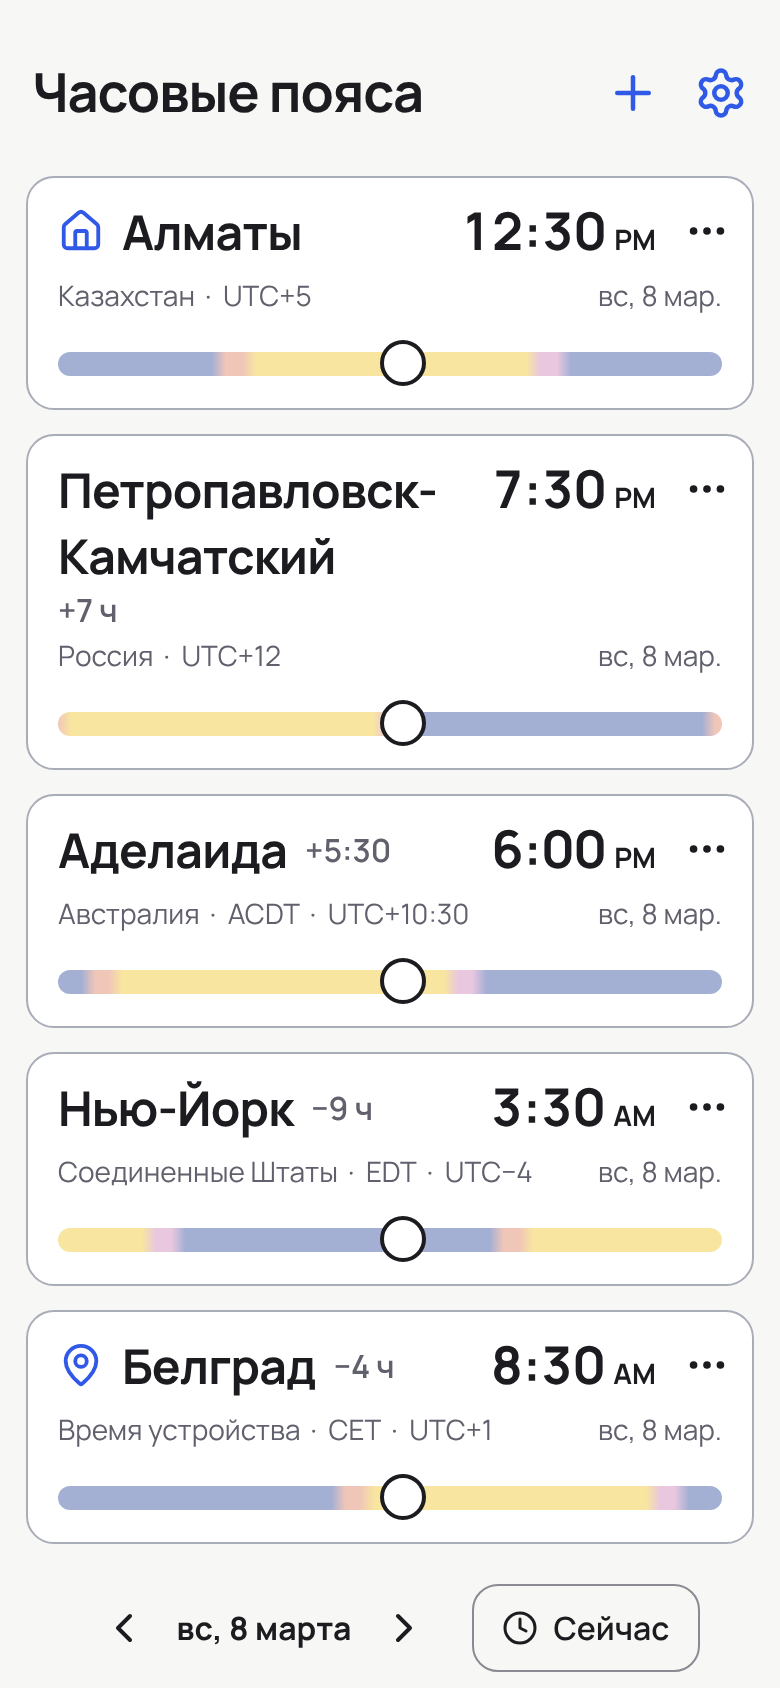 Часовые пояса
Алматы 12:30 PM
Казахстан · UTC+5 вс, 8 мар.
Петропавловск- 7:30 PM
Камчатский
+7 ч
Россия · UTC+12 вс, 8 мар.
Аделаида +5:30 6:00 PM
Австралия · ACDT · UTC+10:30 вс, 8 мар.
Нью-Йорк −9 ч 3:30 AM
Соединенные Штаты · EDT · UTC−4 вс, 8 мар.
Белград −4 ч 8:30 AM
Время устройства · CET · UTC+1 вс, 8 мар.
вс, 8 марта Сейчас